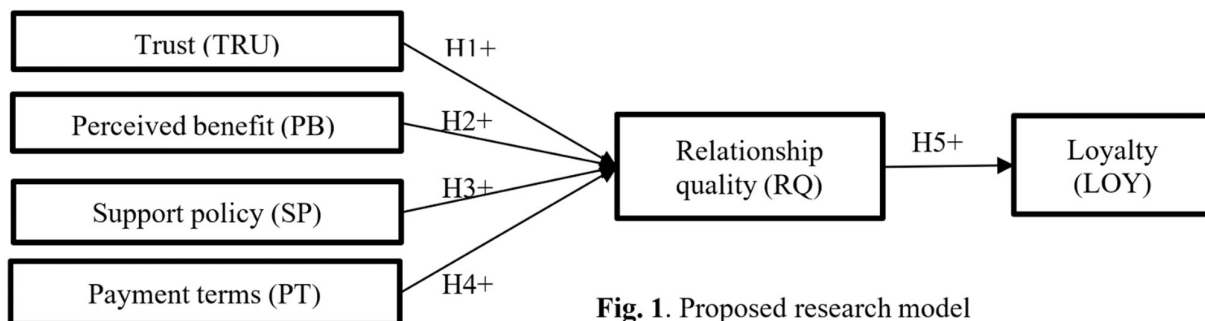 Trust (TRU)
H1+
Perceived benefit (PB)
H2+
Support policy (SP)
H3+
Payment terms (PT)
H4+
Relationship
quality (RQ)
H5+
Loyalty
(LOY)
Fig. 1. Proposed research model